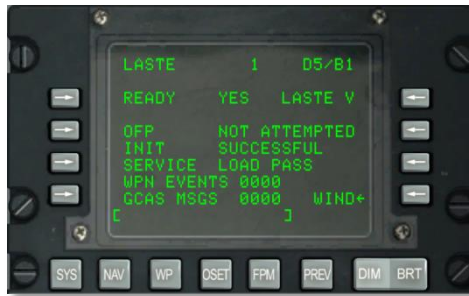 LASTE 1 D5/B1
READY YES LASTE V
OFP NOT ATTEMPTED
INIT SUCCESSFUL
SERVICE LOAD PASS
WPN EVENTS 0000
GCAS MSGS 0000 WIND←
[ ]
SYS NAV WP OSET FPM PREV DIM BRT